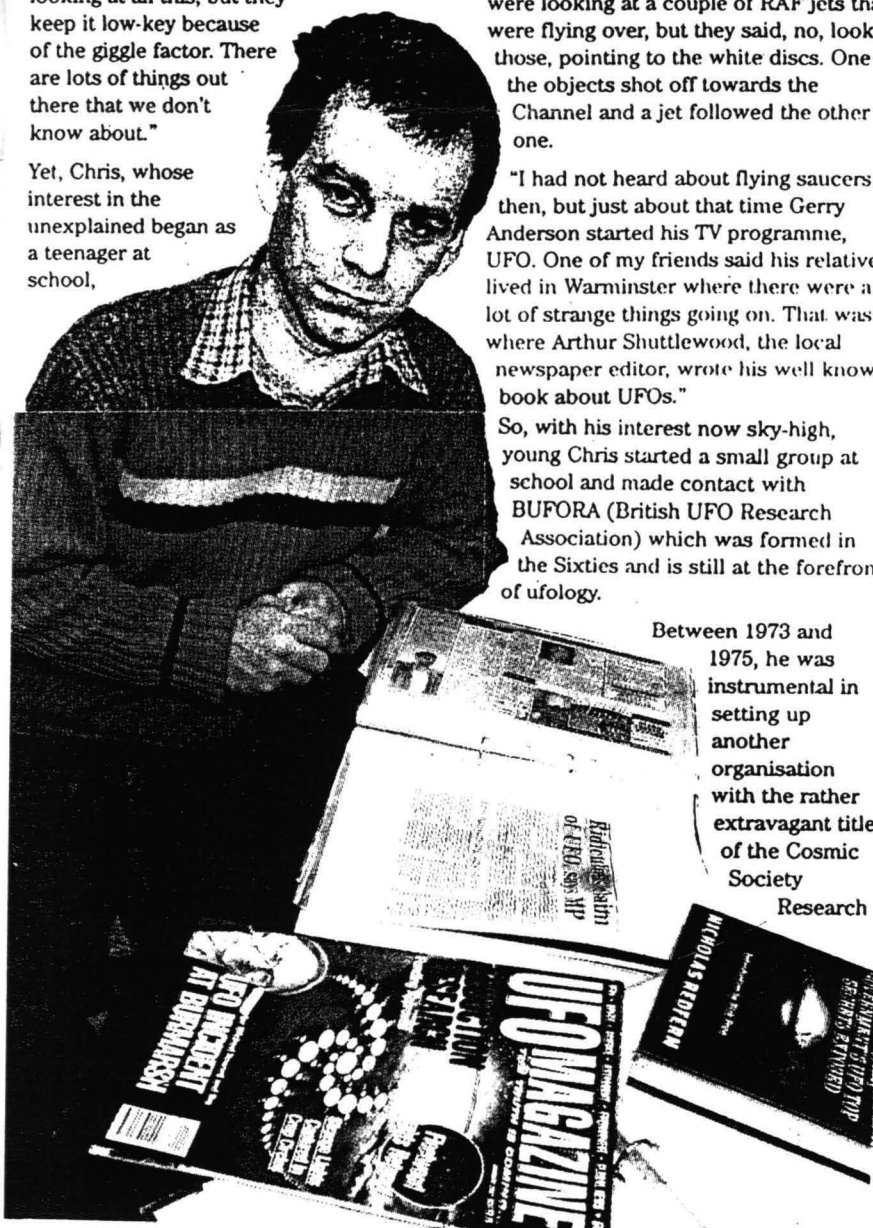 looking at all this, but they
keep it low-key because
of the giggle factor. There
are lots of things out
there that we don't
know about."
Yet, Chris, whose
interest in the
unexplained began as
a teenager at
school,
were looking at a couple of RAF jets
were flying over, but they said, no, look
those, pointing to the white discs. One
the objects shot off towards the
Channel and a jet followed the other
one.
"I had not heard about flying saucers
then, but just about that time Gerry
Anderson started his TV programme,
UFO. One of my friends said his
lived in Warminster where there were a
lot of strange things going on. That was
where Arthur Shuttlewood, the local
newspaper editor, wrote his well
book about UFOs."
So, with his interest now sky-high,
young Chris started a small group at
school and made contact with
BUFORA (British UFO Research
Association) which was formed in
the Sixties and is still at the
of ufology.
Between 1973 and
1975, he was
instrumental in
setting up
another
organisation
with the rather
extravagant title
of the Cosmic
Society
Research
of UFO, says MP
NICHOLAS REDFERN
UFO MAGAZINE
UFO INCIDENT
AT BURMARSH